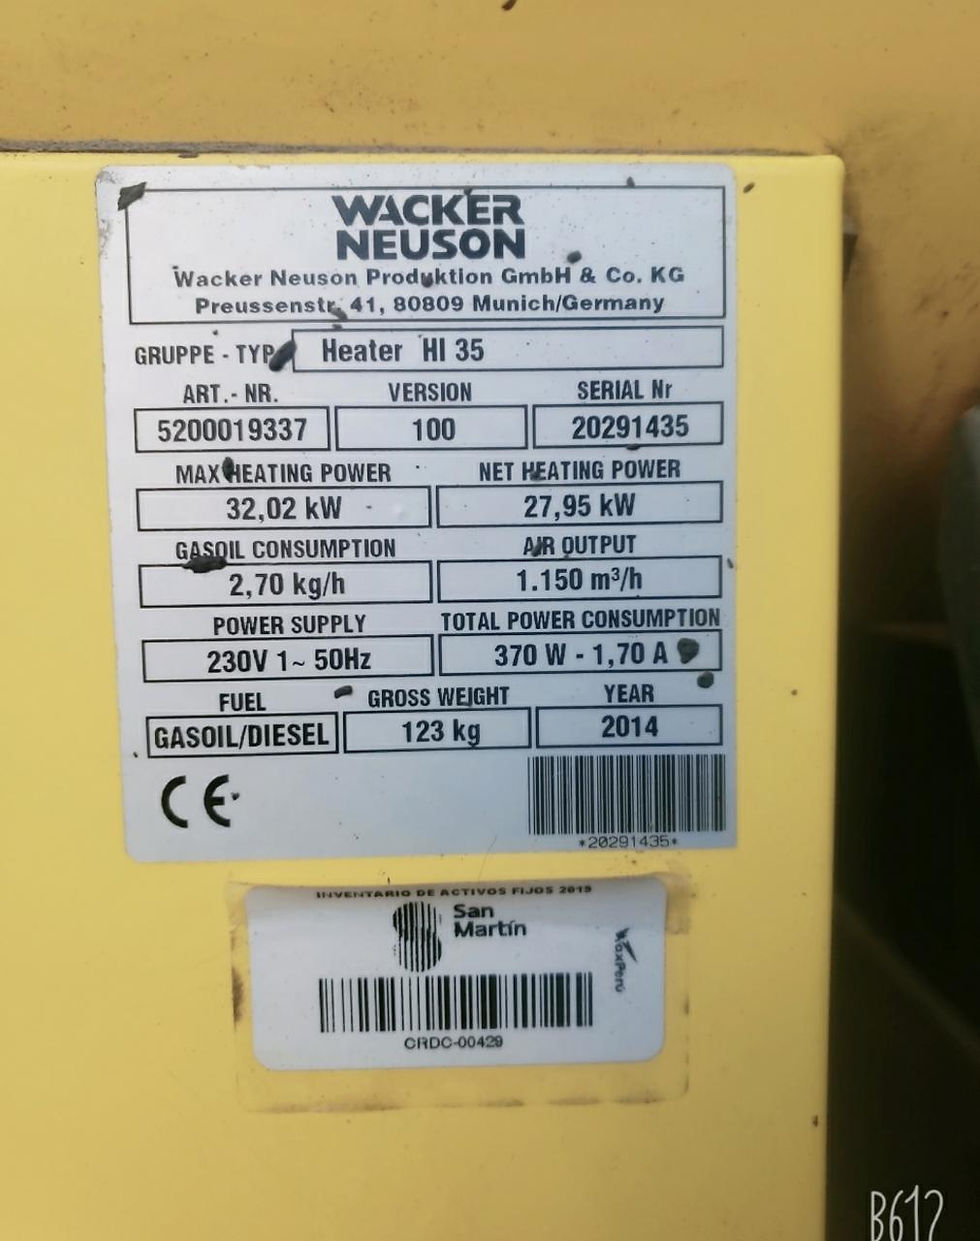 WACKER
NEUSON
Wacker Neuson Produktion GmbH & Co. KG
Preussenstr. 41, 80809 Munich/Germany
GRUPPE - TYP Heater HI 35
ART.- NR. VERSION SERIAL Nr
5200019337 100 20291435
MAX HEATING POWER NET HEATING POWER
32,02 kW 27,95 kW
GASOIL CONSUMPTION AIR OUTPUT
2,70 kg/h 1.150 m³/h
POWER SUPPLY TOTAL POWER CONSUMPTION
230V 1~ 50Hz 370 W - 1,70 A
FUEL GROSS WEIGHT YEAR
GASOIL/DIESEL 123 kg 2014
CE
*20291435*
INVENTARIO DE ACTIVOS FIJOS 2019
San
Martín
CRDC-00429
B612